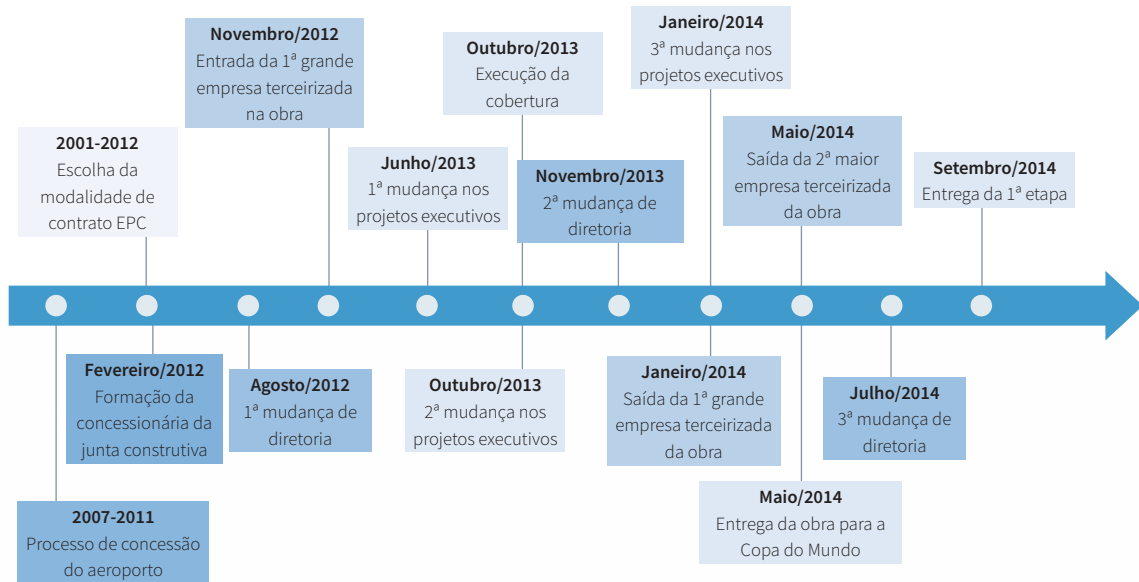 Novembro/2012
Entrada da 1ª grande
empresa terceirizada
na obra
Janeiro/2014
3ª mudança nos
projetos executivos
Outubro/2013
Execução da
cobertura
2001-2012
Escolha da
modalidade de
contrato EPC
Junho/2013
1ª mudança nos
projetos executivos
Novembro/2013
2ª mudança de
diretoria
Maio/2014
Saída da 2ª maior
empresa terceirizada
da obra
Setembro/2014
Entrega da 1ª etapa
Fevereiro/2012
Formação da
concessionária da
junta construtiva
Agosto/2012
1ª mudança de
diretoria
Outubro/2013
2ª mudança nos
projetos executivos
Janeiro/2014
Saída da 1ª grande
empresa terceirizada
da obra
Julho/2014
3ª mudança de
diretoria
2007-2011
Processo de concessão
do aeroporto
Maio/2014
Entrega da obra para a
Copa do Mundo